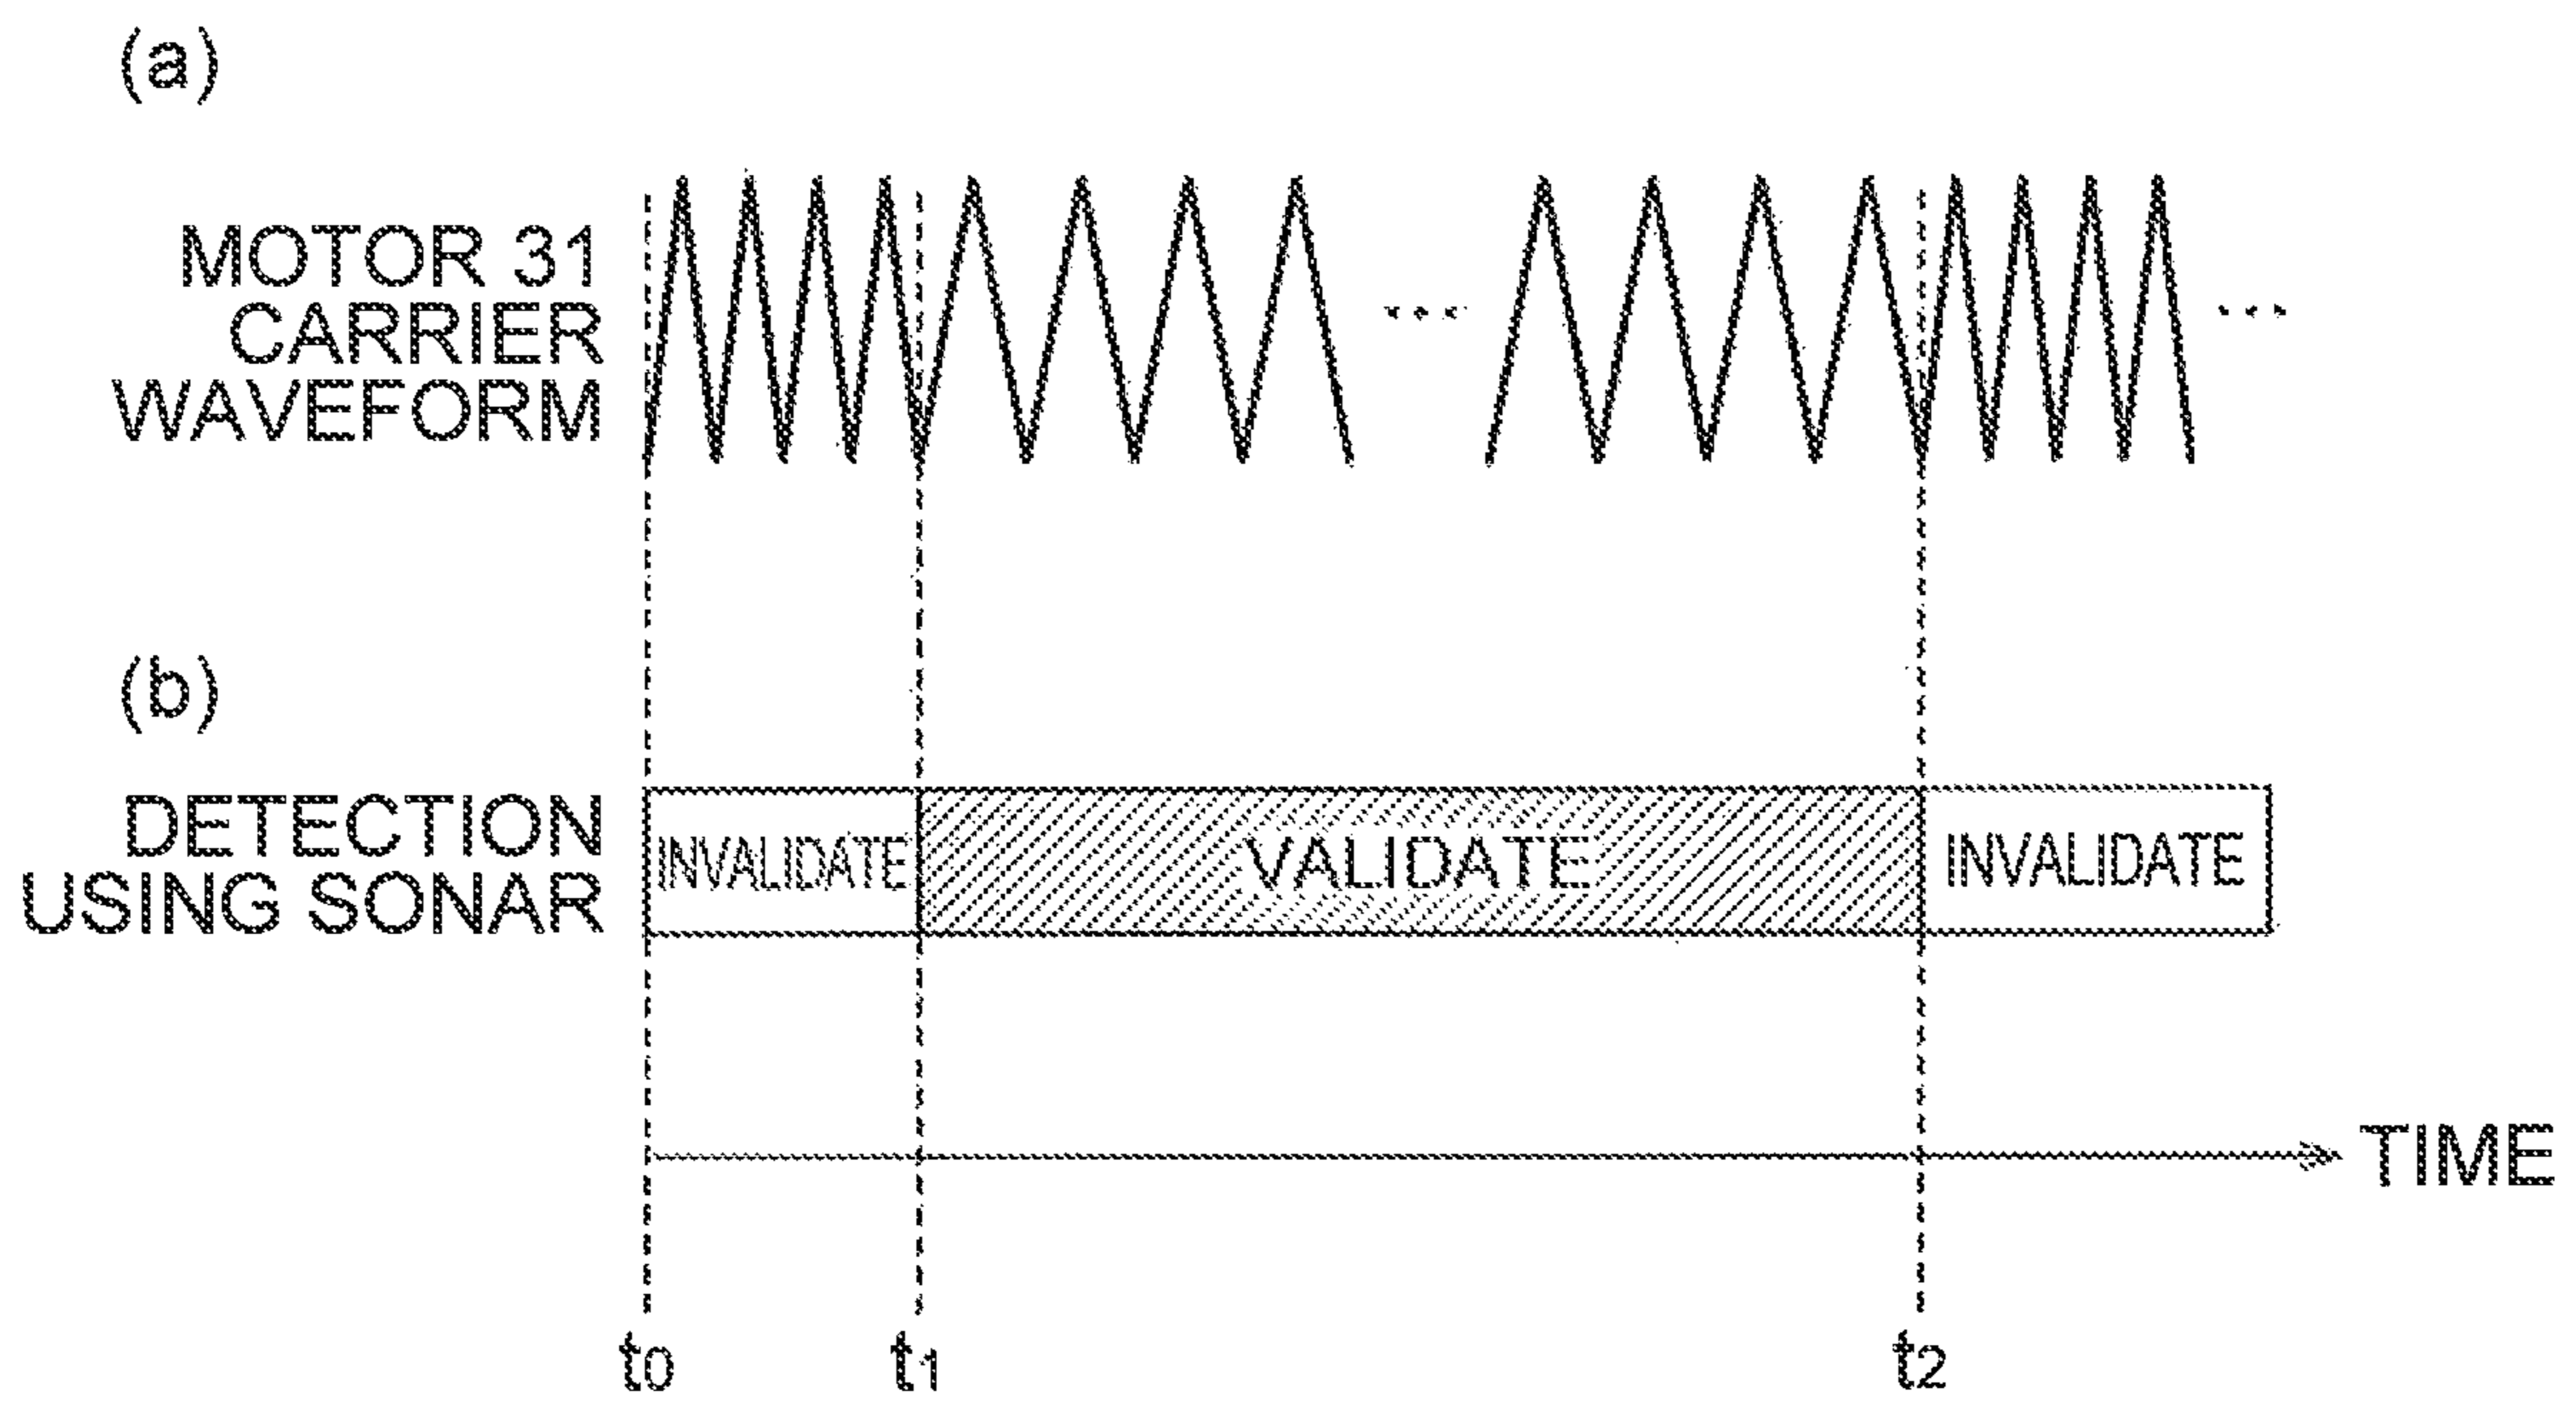 (a)
MOTOR 31
CARRIER
WAVEFORM
...
...
(b)
DETECTION
USING SONAR
INVALIDATE
VALIDATE
INVALIDATE
TIME
t0
t1
t2